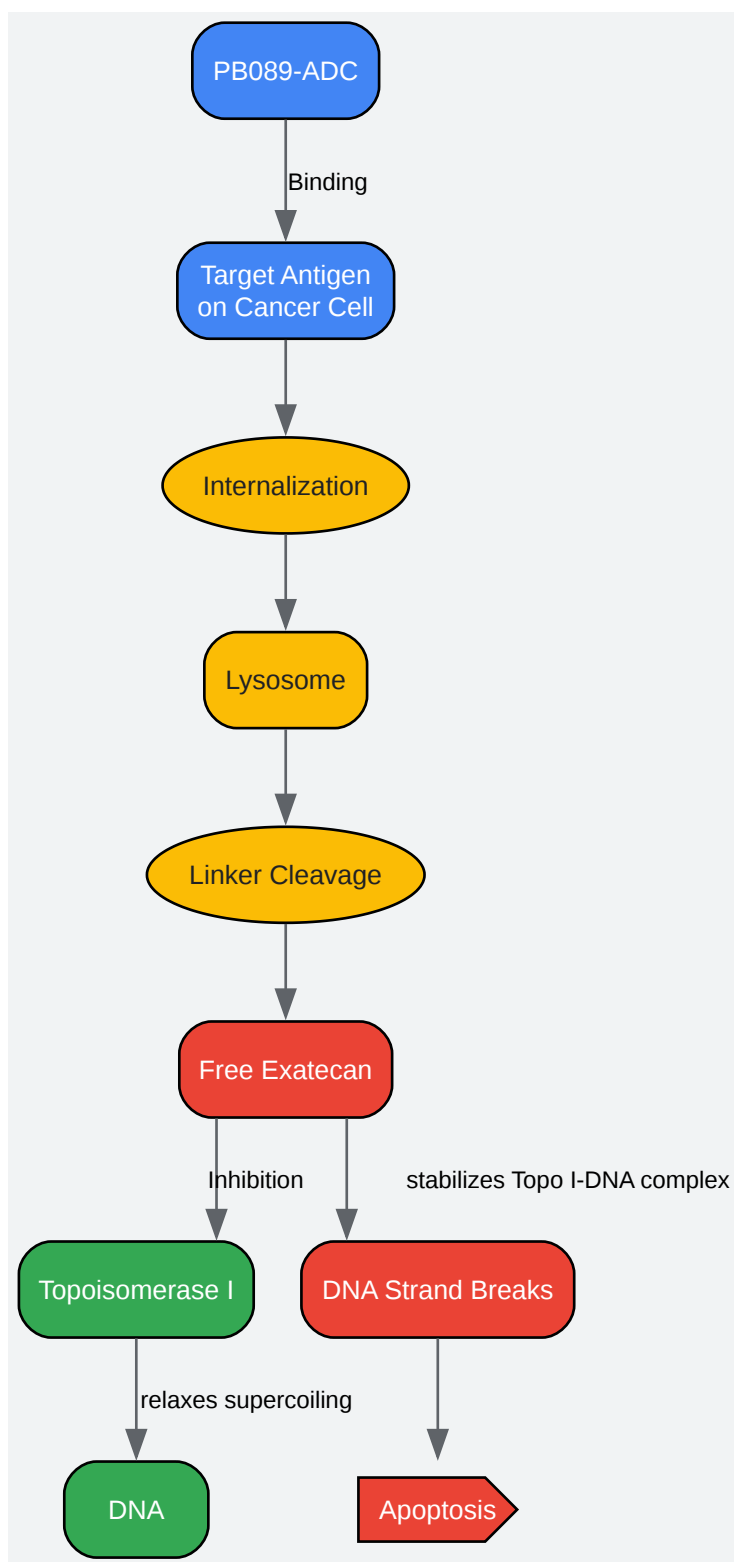 PB089-ADC
Binding
Target Antigen
on Cancer Cell
Internalization
Lysosome
Linker Cleavage
Free Exatecan
Inhibition
stabilizes Topo I-DNA complex
Topoisomerase I
DNA Strand Breaks
relaxes supercoiling
DNA
Apoptosis